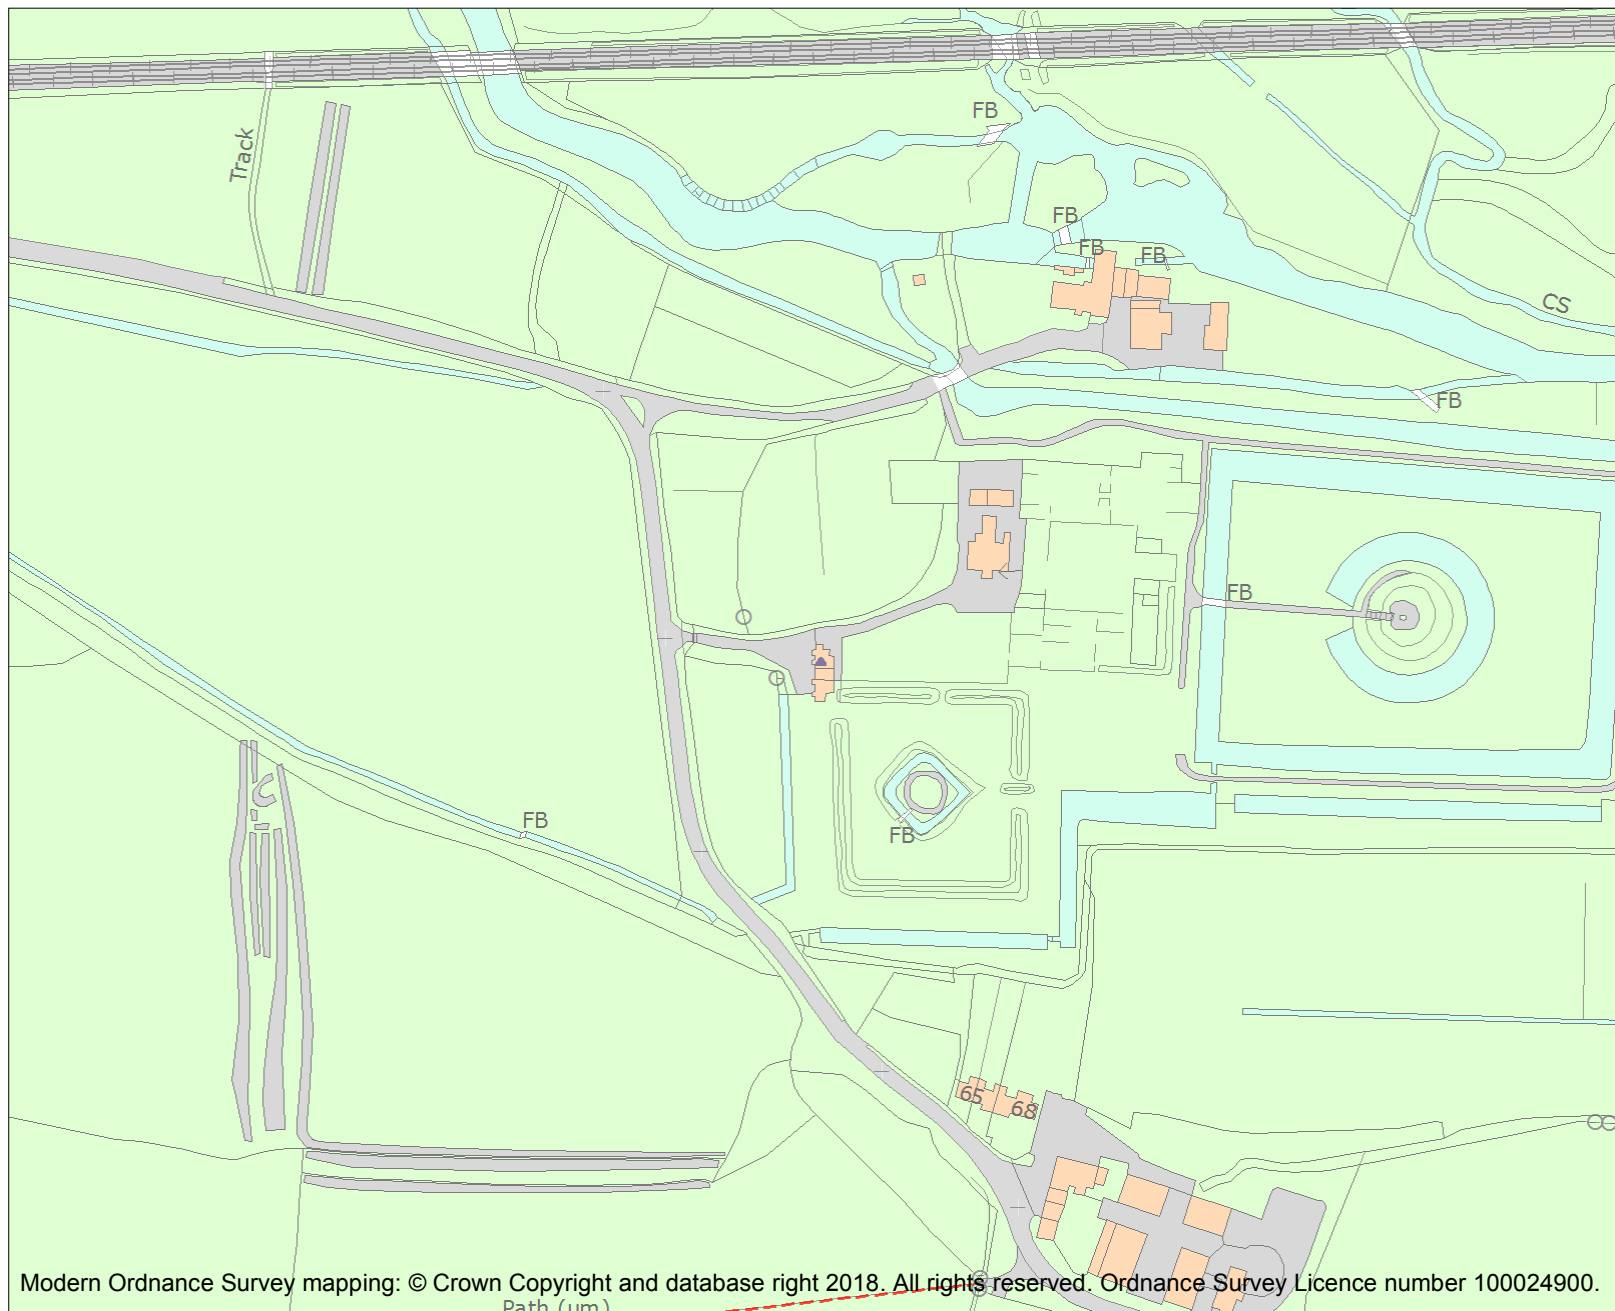 FB
Track
FB
FB
FB
CS
FB
FB
FB
FB
65
68
Modern Ordnance Survey mapping: © Crown Copyright and database right 2018. All rights reserved. Ordnance Survey Licence number 100024900.
Path (um)